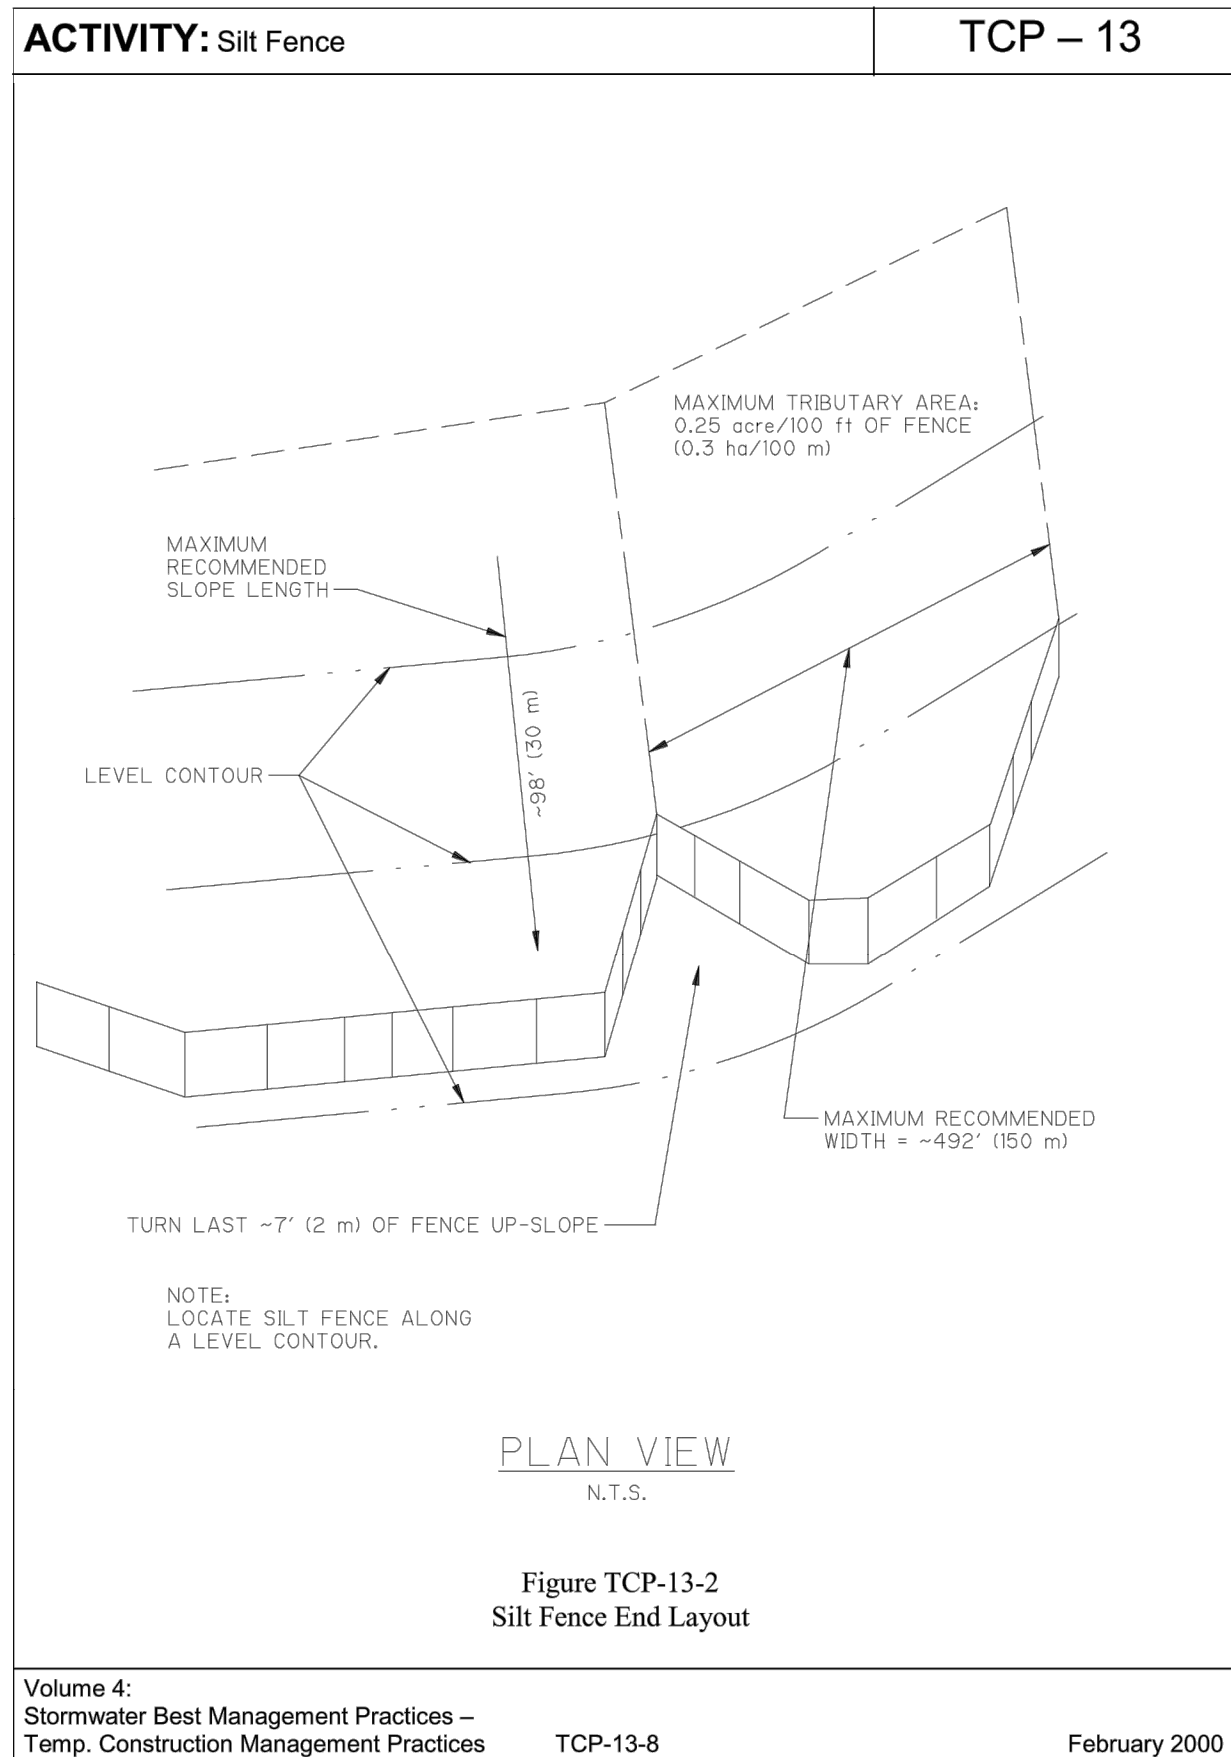 ACTIVITY: Silt Fence
TCP – 13
MAXIMUM TRIBUTARY AREA:
0.25 acre/100 ft OF FENCE
(0.3 ha/100 m)
MAXIMUM
RECOMMENDED
SLOPE LENGTH
~98' (30 m)
LEVEL CONTOUR
MAXIMUM RECOMMENDED
WIDTH = ~492' (150 m)
TURN LAST ~7' (2 m) OF FENCE UP-SLOPE
NOTE:
LOCATE SILT FENCE ALONG
A LEVEL CONTOUR.
PLAN VIEW
N.T.S.
Figure TCP-13-2
Silt Fence End Layout
Volume 4:
Stormwater Best Management Practices –
Temp. Construction Management Practices
TCP-13-8
February 2000